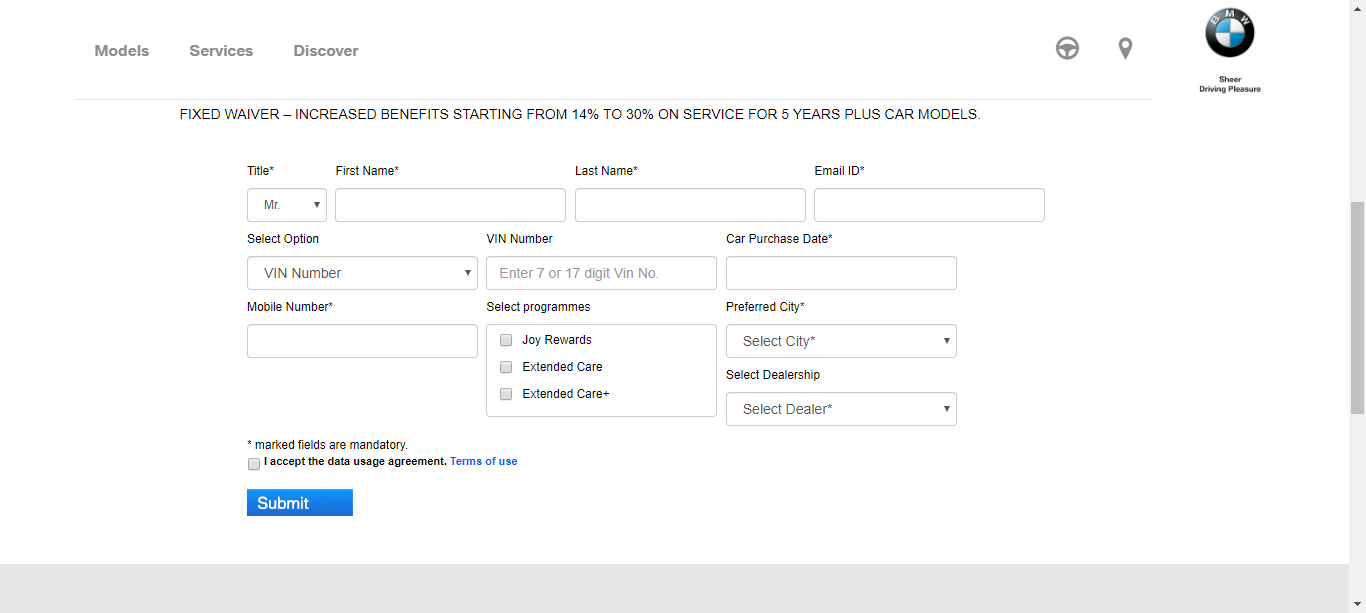 Models Services Discover
BMW
Sheer
Driving Pleasure
FIXED WAIVER – INCREASED BENEFITS STARTING FROM 14% TO 30% ON SERVICE FOR 5 YEARS PLUS CAR MODELS.
Title* First Name* Last Name* Email ID*
Mr.
Select Option VIN Number Car Purchase Date*
VIN Number Enter 7 or 17 digit Vin No.
Mobile Number* Select programmes Preferred City*
Joy Rewards Select City*
Extended Care
Select Dealership
Extended Care+
Select Dealer*
* marked fields are mandatory.
I accept the data usage agreement. Terms of use
Submit